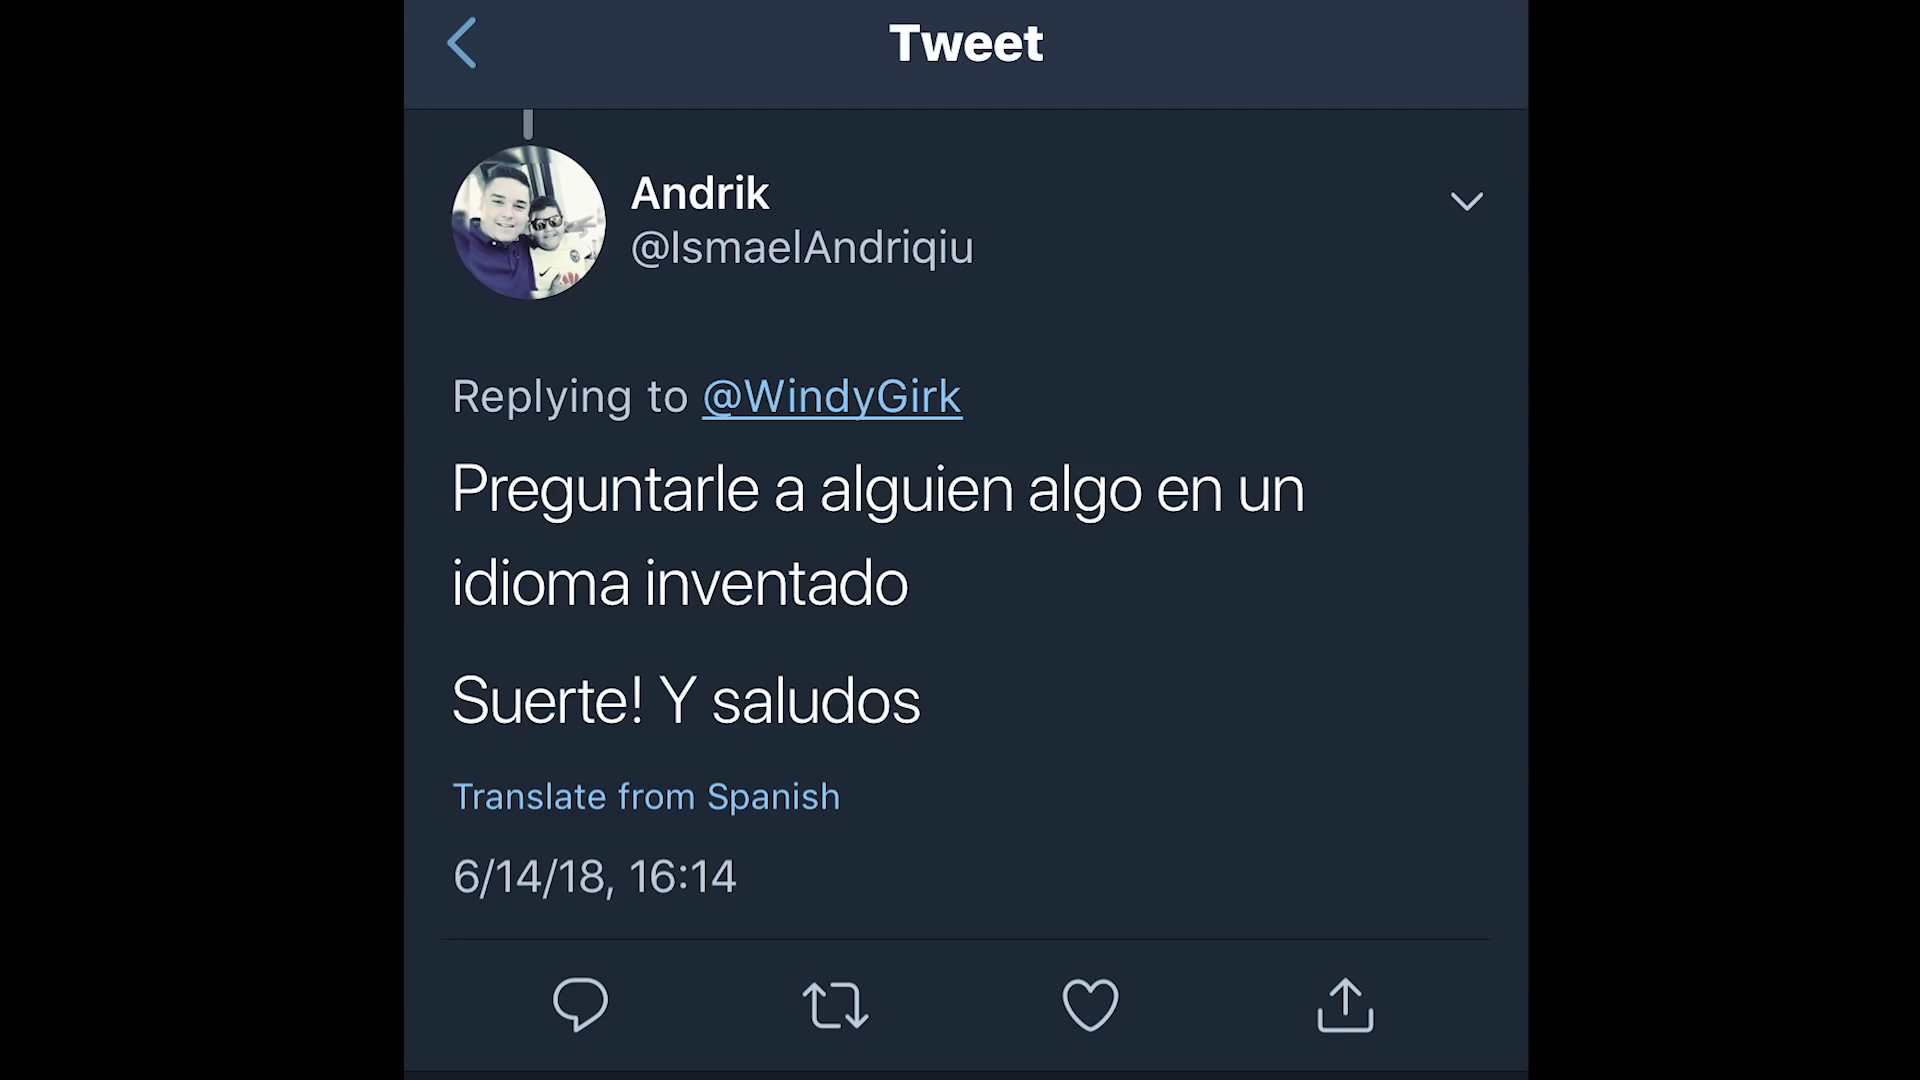 Tweet
Andrik
@IsmaelAndriqiu
Replying to @WindyGirk
Preguntarle a alguien algo en un
idioma inventado
Suerte! Y saludos
Translate from Spanish
6/14/18, 16:14